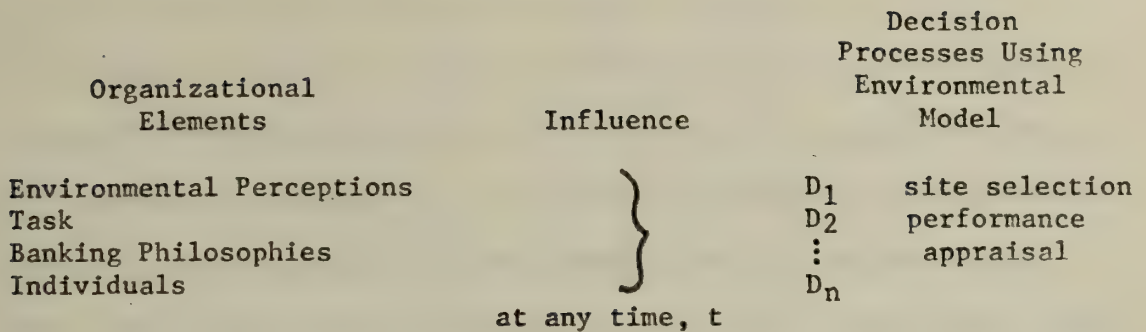 Decision
Processes Using
Organizational Environmental
Elements Influence Model
Environmental Perceptions } D1 site selection
Task D2 performance
Banking Philosophies ⋮ appraisal
Individuals Dn
at any time, t